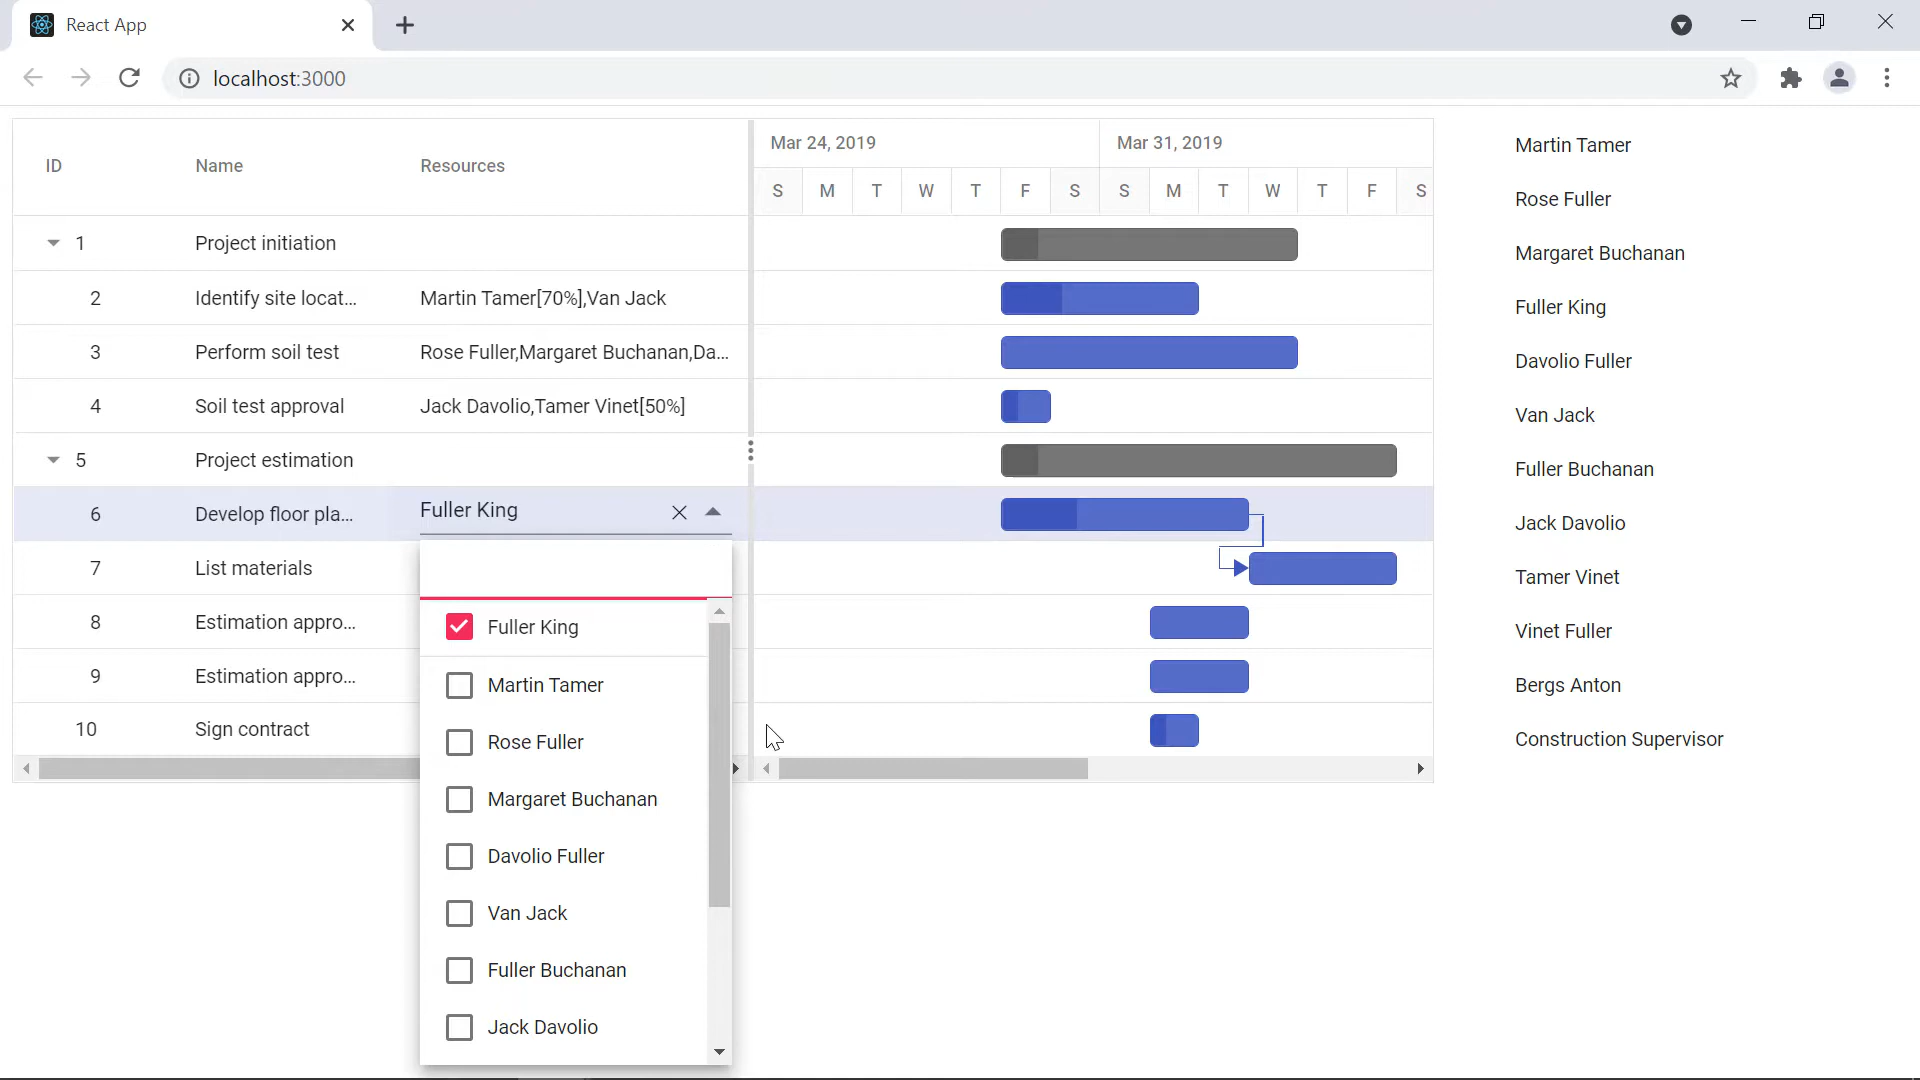 React App
localhost:3000
ID Name Resources
Mar 24, 2019 Mar 31, 2019
S M T W T F S S M T W T F S
1 Project initiation
2 Identify site locat...  Martin Tamer[70%],Van Jack
3 Perform soil test Rose Fuller,Margaret Buchanan,Da...
4 Soil test approval Jack Davolio,Tamer Vinet[50%]
5 Project estimation
6 Develop floor pla... Fuller King
7 List materials
8 Estimation appro...
9 Estimation appro...
10 Sign contract
Fuller King
Martin Tamer
Rose Fuller
Margaret Buchanan
Davolio Fuller
Van Jack
Fuller Buchanan
Jack Davolio
Martin Tamer
Rose Fuller
Margaret Buchanan
Fuller King
Davolio Fuller
Van Jack
Fuller Buchanan
Jack Davolio
Tamer Vinet
Vinet Fuller
Bergs Anton
Construction Supervisor